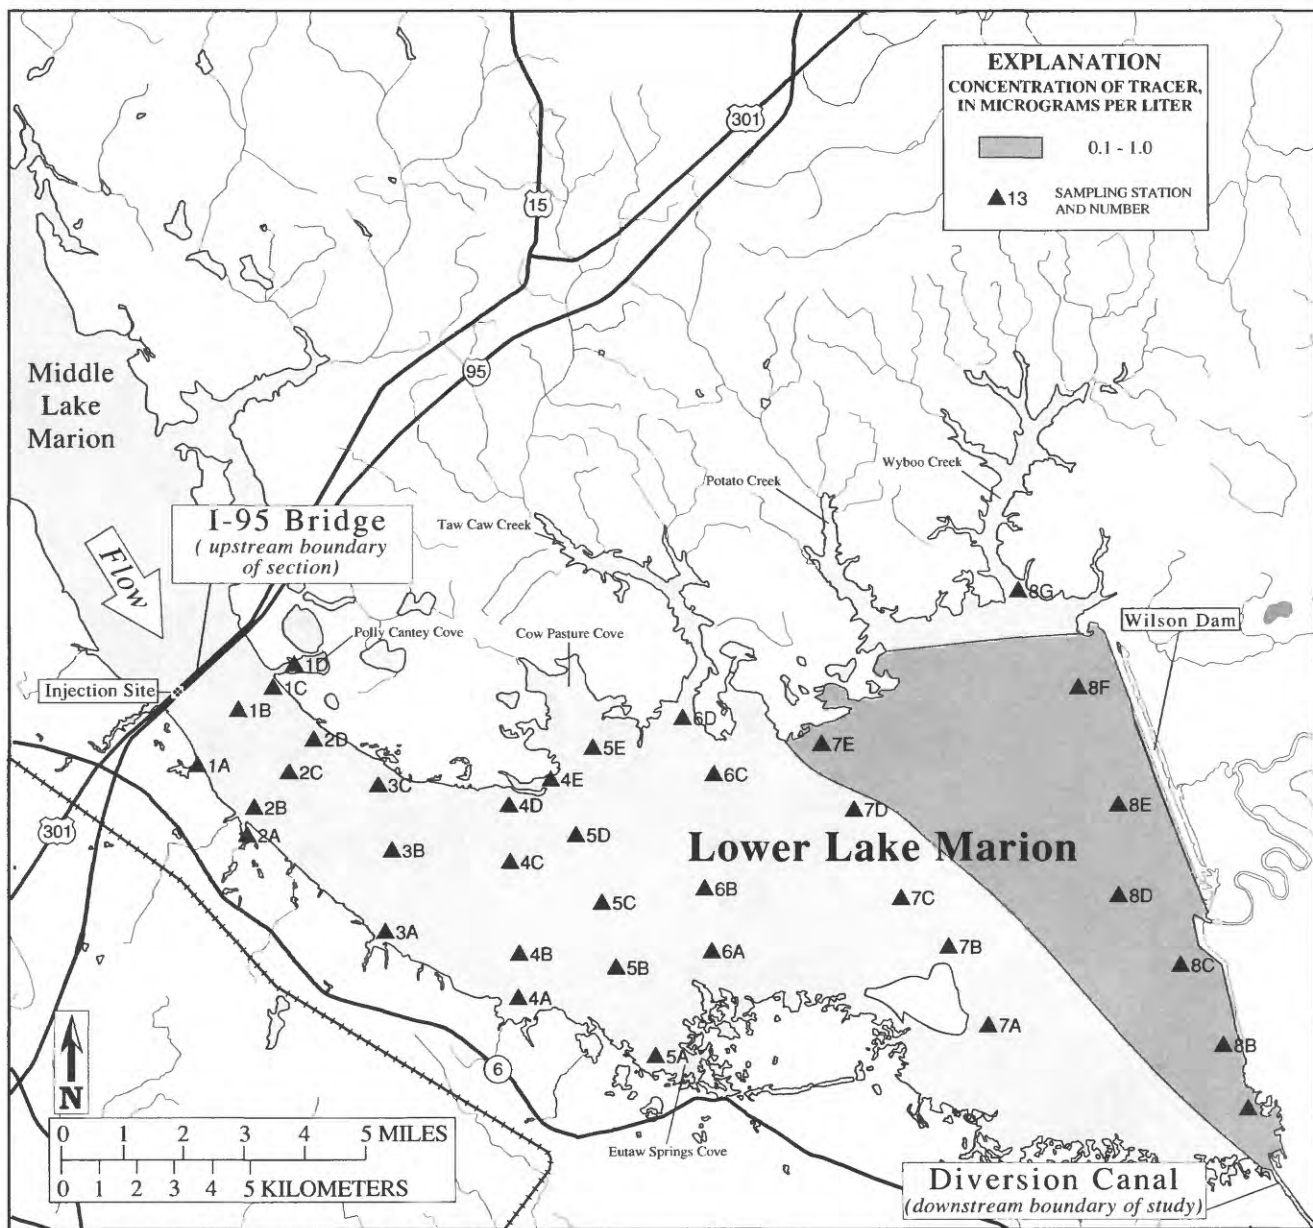 EXPLANATION
CONCENTRATION OF TRACER,
IN MICROGRAMS PER LITER
0.1 - 1.0
13
SAMPLING STATION
AND NUMBER
301
15
95
Middle
Lake
Marion
Wyboo Creek
Potato Creek
Taw Caw Creek
I-95 Bridge
( upstream boundary
of section)
Flow
8G
Wilson Dam
Polly Cantey Cove
Cow Pasture Cove
1D
Injection Site
1C
8F
1B
6D
2D
5E
7E
1A
2C
3C
4E
6C
2B
4D
7D
8E
301
2A
5D
Lower Lake Marion
3B
4C
6B
7C
8D
5C
3A
4B
6A
7B
5B
8C
4A
7A
8B
5A
6
N
0 1 2 3 4 5 MILES
0 1 2 3 4 5 KILOMETERS
Eutaw Springs Cove
Diversion Canal
(downstream boundary of study)